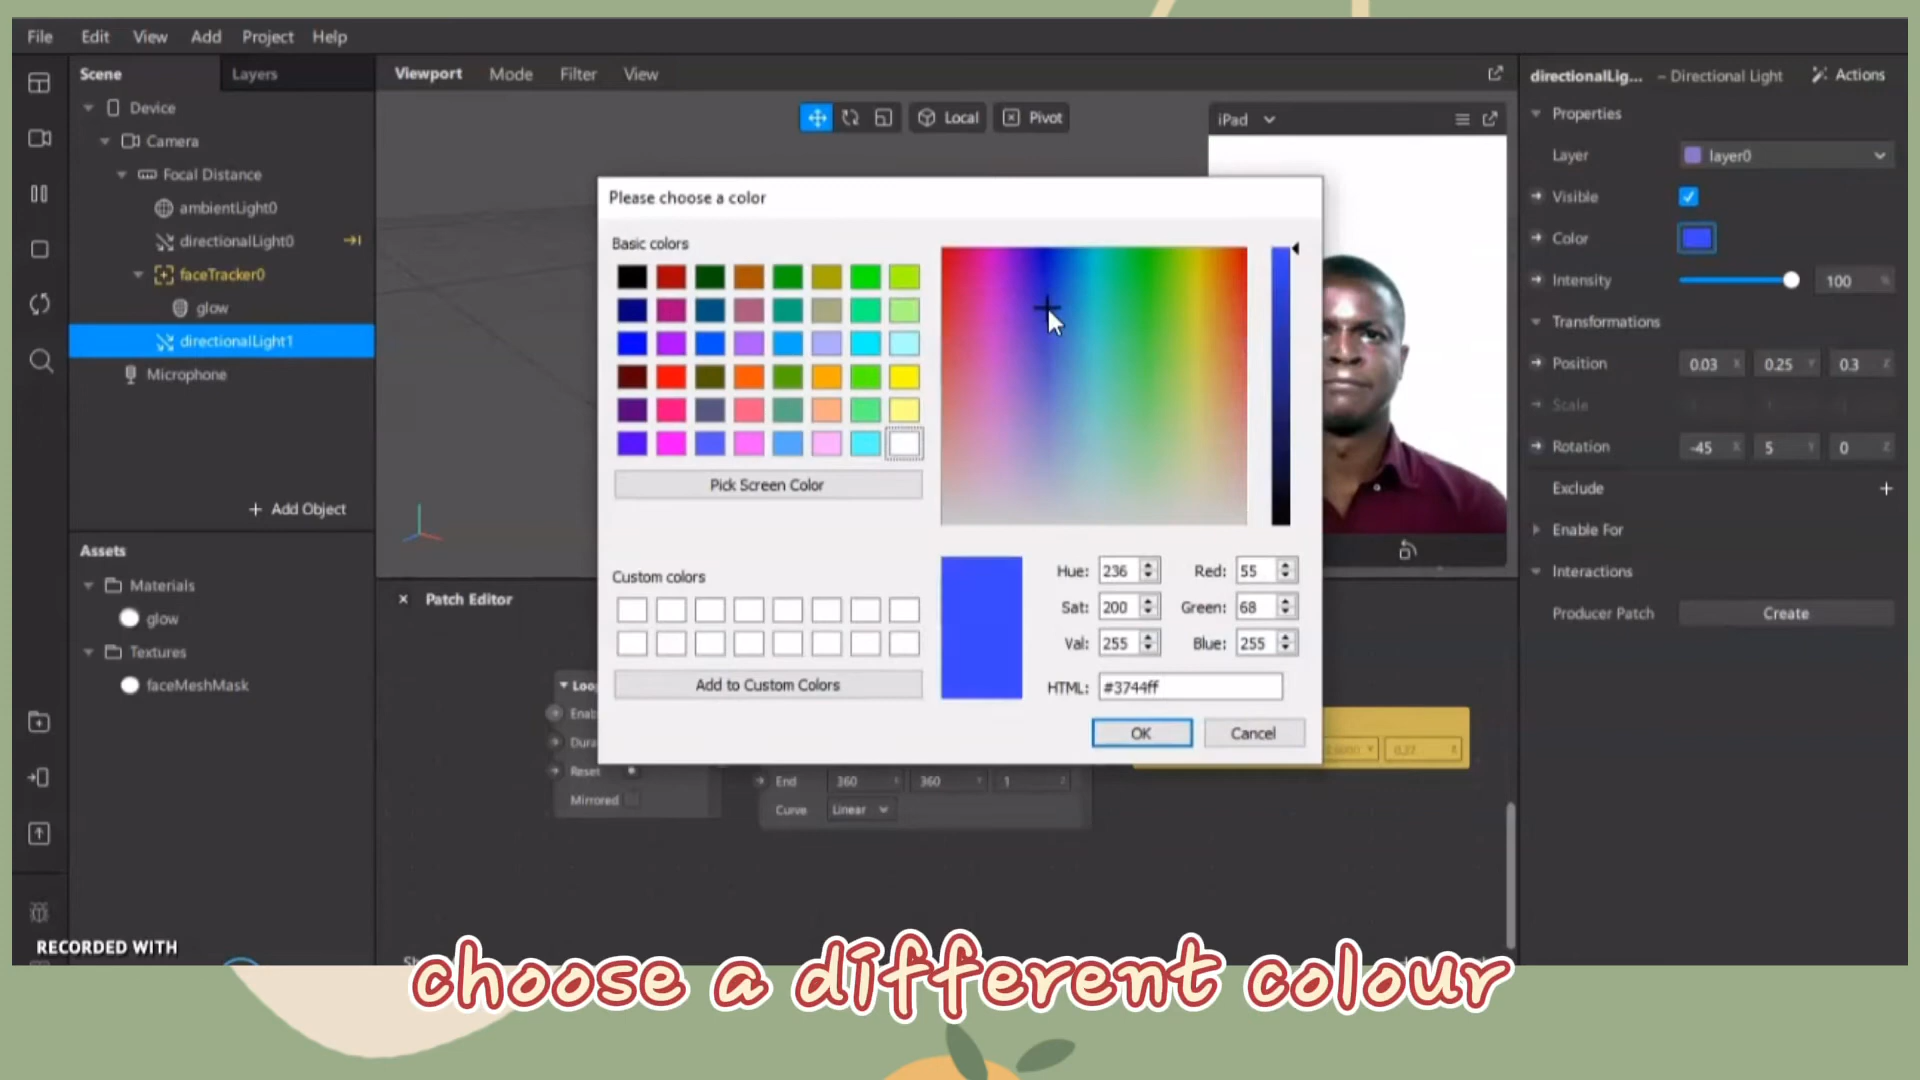 File Edit View Add Project Help
Scene Layers
Viewport Mode Filter View
directionalLig... – Directional Light Actions
Device
Camera
Focal Distance
ambientLight0
directionalLight0
faceTracker0
glow
directionalLight1
Microphone
+ Add Object
Assets
Materials
glow
Textures
faceMeshMask
Local Pivot
iPad
Please choose a color
Basic colors
Pick Screen Color
Custom colors
Add to Custom Colors
Hue: 236 Red: 55
Sat: 200 Green: 68
Val: 255 Blue: 255
HTML: #3744ff
OK Cancel
Patch Editor
Reset
Mirrored
End 360 360 1
Curve Linear
Properties
Layer layer0
Visible
Color
Intensity 100
Transformations
Position 0.03 0.25 0.3
Scale
Rotation -45 5 0
Exclude +
Enable For
Interactions
Producer Patch Create
RECORDED WITH
choose a different colour